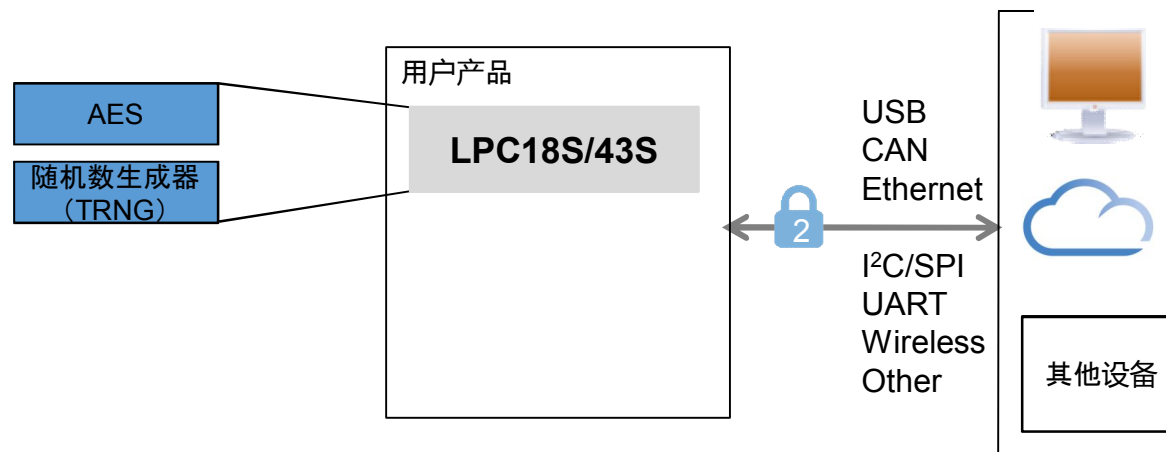 AES
随机数生成器
（TRNG）
用户产品
LPC18S/43S
2
USB
CAN
Ethernet
I²C/SPI
UART
Wireless
Other
其他设备